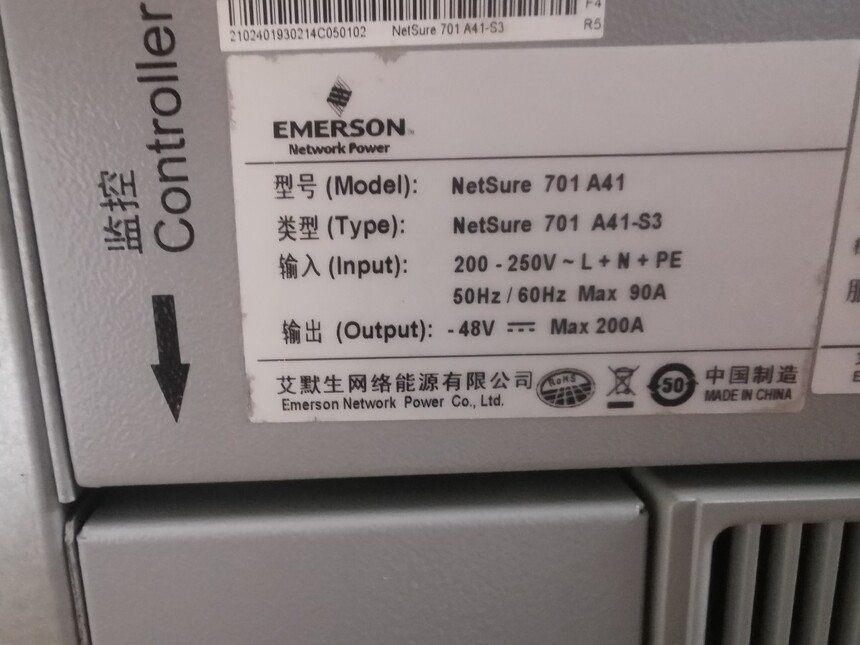 F4
R5
2102401930214C050102 NetSure 701 A41-S3
监控
Controller
EMERSON
Network Power
型号 (Model): NetSure 701 A41
类型 (Type): NetSure 701 A41-S3
输入 (Input): 200 - 250V ~ L + N + PE
50Hz / 60Hz Max 90A
输出 (Output): - 48V ⎓ Max 200A
艾默生网络能源有限公司
Emerson Network Power Co., Ltd.
RoHS
50
中国制造
MADE IN CHINA